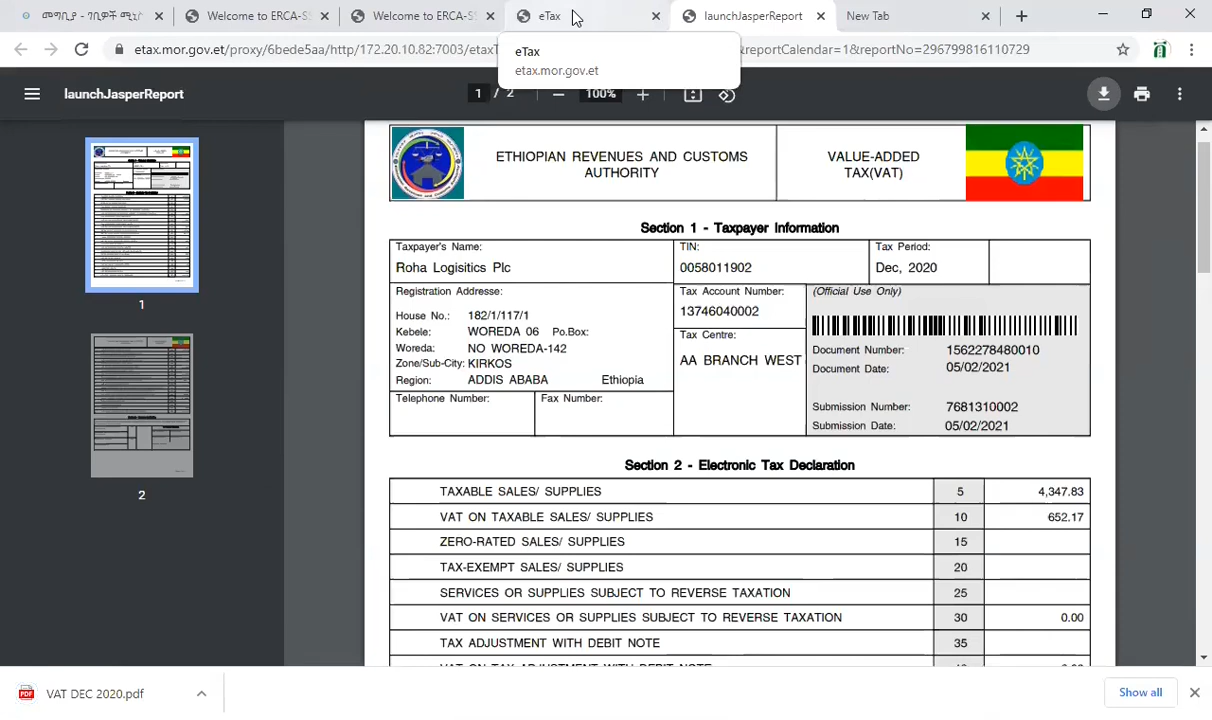 መግቢያ - ገቢዎች ሚኒ
Welcome to ERCA-S
Welcome to ERCA-S
eTax
launchJasperReport
New Tab
etax.mor.gov.et/proxy/6bede5aa/http/172.20.10.82:7003/etaxT
&reportCalendar=1&reportNo=296799816110729
eTax
etax.mor.gov.et
launchJasperReport
1 / 2
100%
ETHIOPIAN REVENUES AND CUSTOMS AUTHORITY
VALUE-ADDED TAX(VAT)
Section 1 - Taxpayer Information
Taxpayer's Name:
Roha Logisitics Plc
TIN:
0058011902
Tax Period:
Dec, 2020
Registration Addresse:
House No.: 182/1/117/1
Kebele: WOREDA 06 Po.Box:
Woreda: NO WOREDA-142
Zone/Sub-City: KIRKOS
Region: ADDIS ABABA Ethiopia
Telephone Number:
Fax Number:
Tax Account Number:
13746040002
Tax Centre:
AA BRANCH WEST
(Official Use Only)
Document Number: 1562278480010
Document Date: 05/02/2021
Submission Number: 7681310002
Submission Date: 05/02/2021
Section 2 - Electronic Tax Declaration
TAXABLE SALES/ SUPPLIES 5 4,347.83
VAT ON TAXABLE SALES/ SUPPLIES 10 652.17
ZERO-RATED SALES/ SUPPLIES 15
TAX-EXEMPT SALES/ SUPPLIES 20
SERVICES OR SUPPLIES SUBJECT TO REVERSE TAXATION 25
VAT ON SERVICES OR SUPPLIES SUBJECT TO REVERSE TAXATION 30 0.00
TAX ADJUSTMENT WITH DEBIT NOTE 35
VAT ON TAX ADJUSTMENT WITH DEBIT NOTE
1
2
VAT DEC 2020.pdf
Show all